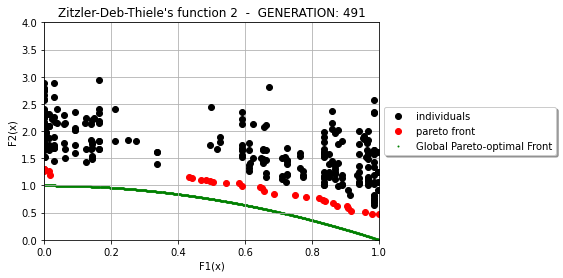 Zitzler-Deb-Thiele's function 2 - GENERATION: 491
4.0
3.5
3.0
2.5
2.0
1.5
1.0
0.5
0.0
F2(x)
0.0 0.2 0.4 0.6 0.8 1.0
F1(x)
individuals
pareto front
Global Pareto-optimal Front